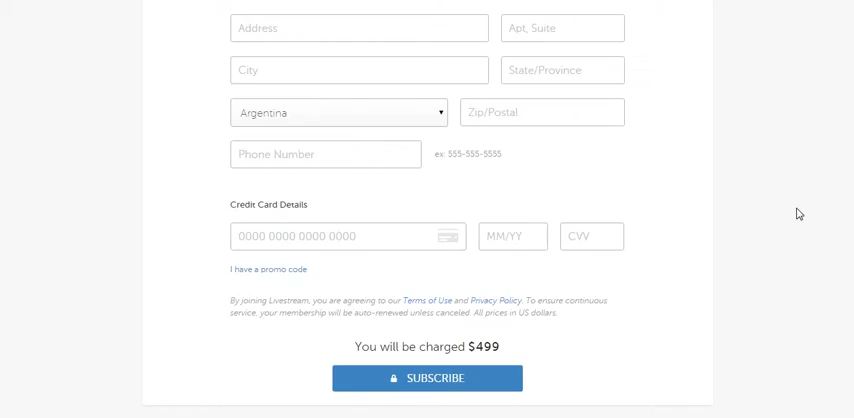 Address
Apt, Suite
City
State/Province
Argentina
Zip/Postal
Phone Number
ex: 555-555-5555
Credit Card Details
0000 0000 0000 0000
MM/YY
CVV
I have a promo code
By joining Livestream, you are agreeing to our Terms of Use and Privacy Policy. To ensure continuous
service, your membership will be auto-renewed unless canceled. All prices in US dollars.
You will be charged $499
SUBSCRIBE